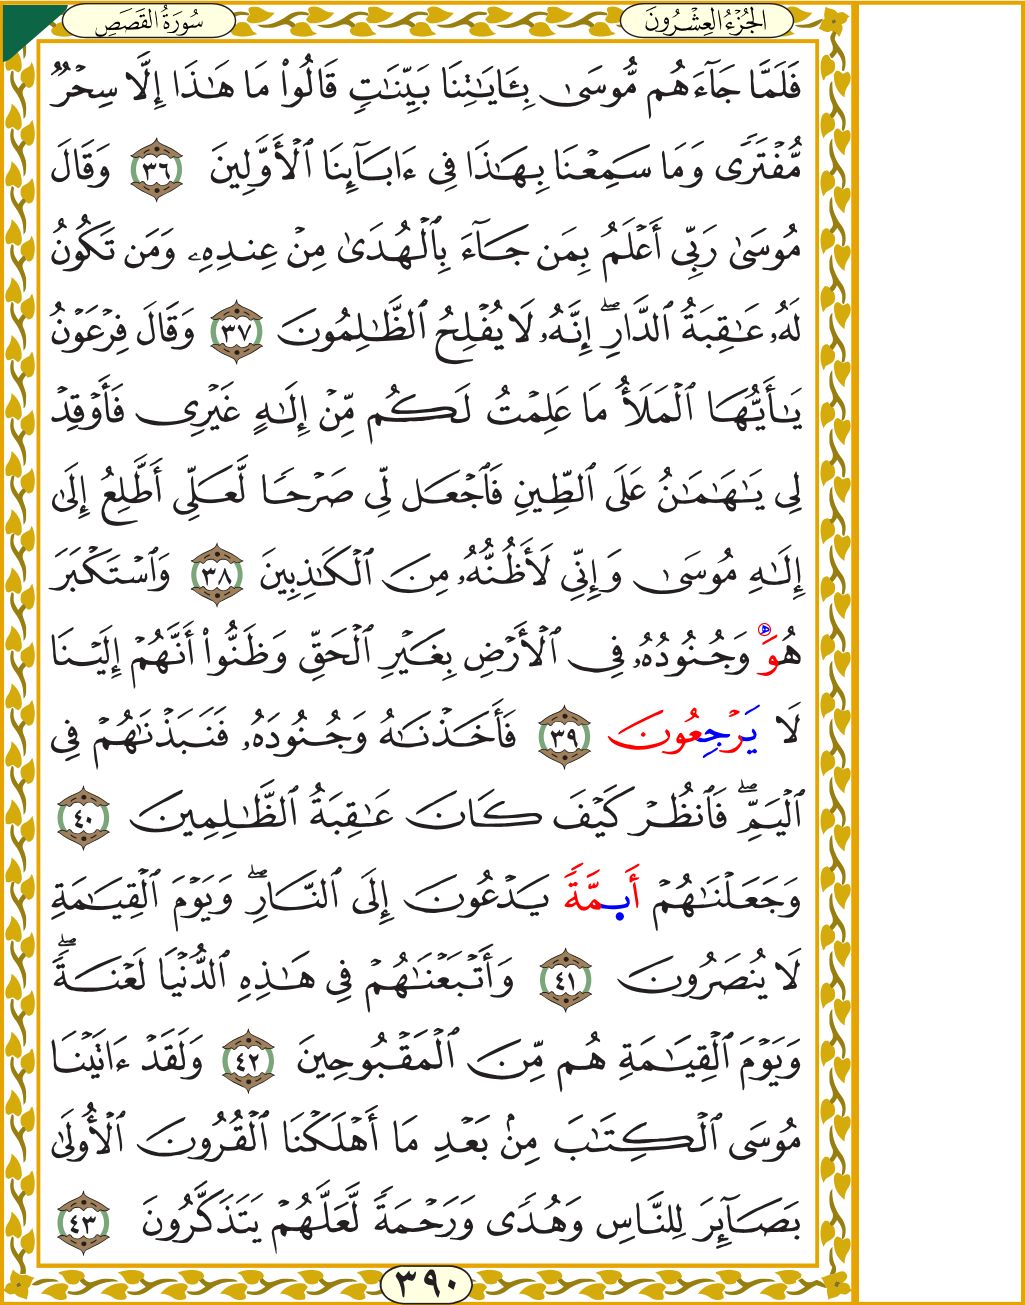 الجُزْءُ العِشْرُونَ
سُورَةُ القَصَصِ
فَلَمَّا جَآءَهُم مُّوسَىٰ بِـَٔايَٰتِنَا بَيِّنَٰتٖ قَالُواْ مَا هَٰذَآ إِلَّا سِحۡرٞ
مُّفۡتَرٗى وَمَا سَمِعۡنَا بِهَٰذَا فِيٓ ءَابَآئِنَا ٱلۡأَوَّلِينَ ٣٦ وَقَالَ
مُوسَىٰ رَبِّيٓ أَعۡلَمُ بِمَن جَآءَ بِٱلۡهُدَىٰ مِنۡ عِندِهِۦ وَمَن تَكُونُ
لَهُۥ عَٰقِبَةُ ٱلدَّارِۖ إِنَّهُۥ لَا يُفۡلِحُ ٱلظَّٰلِمُونَ ٣٧ وَقَالَ فِرۡعَوۡنُ
يَٰٓأَيُّهَا ٱلۡمَلَأُ مَا عَلِمۡتُ لَكُم مِّنۡ إِلَٰهٍ غَيۡرِي فَأَوۡقِدۡ
لِي يَٰهَٰمَٰنُ عَلَى ٱلطِّينِ فَٱجۡعَل لِّي صَرۡحٗا لَّعَلِّيٓ أَطَّلِعُ إِلَىٰٓ
إِلَٰهِ مُوسَىٰ وَإِنِّي لَأَظُنُّهُۥ مِنَ ٱلۡكَٰذِبِينَ ٣٨ وَٱسۡتَكۡبَرَ
هُوَ وَجُنُودُهُۥ فِي ٱلۡأَرۡضِ بِغَيۡرِ ٱلۡحَقِّ وَظَنُّوٓاْ أَنَّهُمۡ إِلَيۡنَا
لَا يَرۡجِعُونَ ٣٩ فَأَخَذۡنَٰهُ وَجُنُودَهُۥ فَنَبَذۡنَٰهُمۡ فِي
ٱلۡيَمِّۖ فَٱنظُرۡ كَيۡفَ كَانَ عَٰقِبَةُ ٱلظَّٰلِمِينَ ٤٠
وَجَعَلۡنَٰهُمۡ أَيِمَّةٗ يَدۡعُونَ إِلَى ٱلنَّارِۖ وَيَوۡمَ ٱلۡقِيَٰمَةِ
لَا يُنصَرُونَ ٤١ وَأَتۡبَعۡنَٰهُمۡ فِي هَٰذِهِ ٱلدُّنۡيَا لَعۡنَةٗۖ
وَيَوۡمَ ٱلۡقِيَٰمَةِ هُم مِّنَ ٱلۡمَقۡبُوحِينَ ٤٢ وَلَقَدۡ ءَاتَيۡنَا
مُوسَى ٱلۡكِتَٰبَ مِنۢ بَعۡدِ مَآ أَهۡلَكۡنَا ٱلۡقُرُونَ ٱلۡأُولَىٰ
بَصَآئِرَ لِلنَّاسِ وَهُدٗى وَرَحۡمَةٗ لَّعَلَّهُمۡ يَتَذَكَّرُونَ ٤٣
٣٩٠